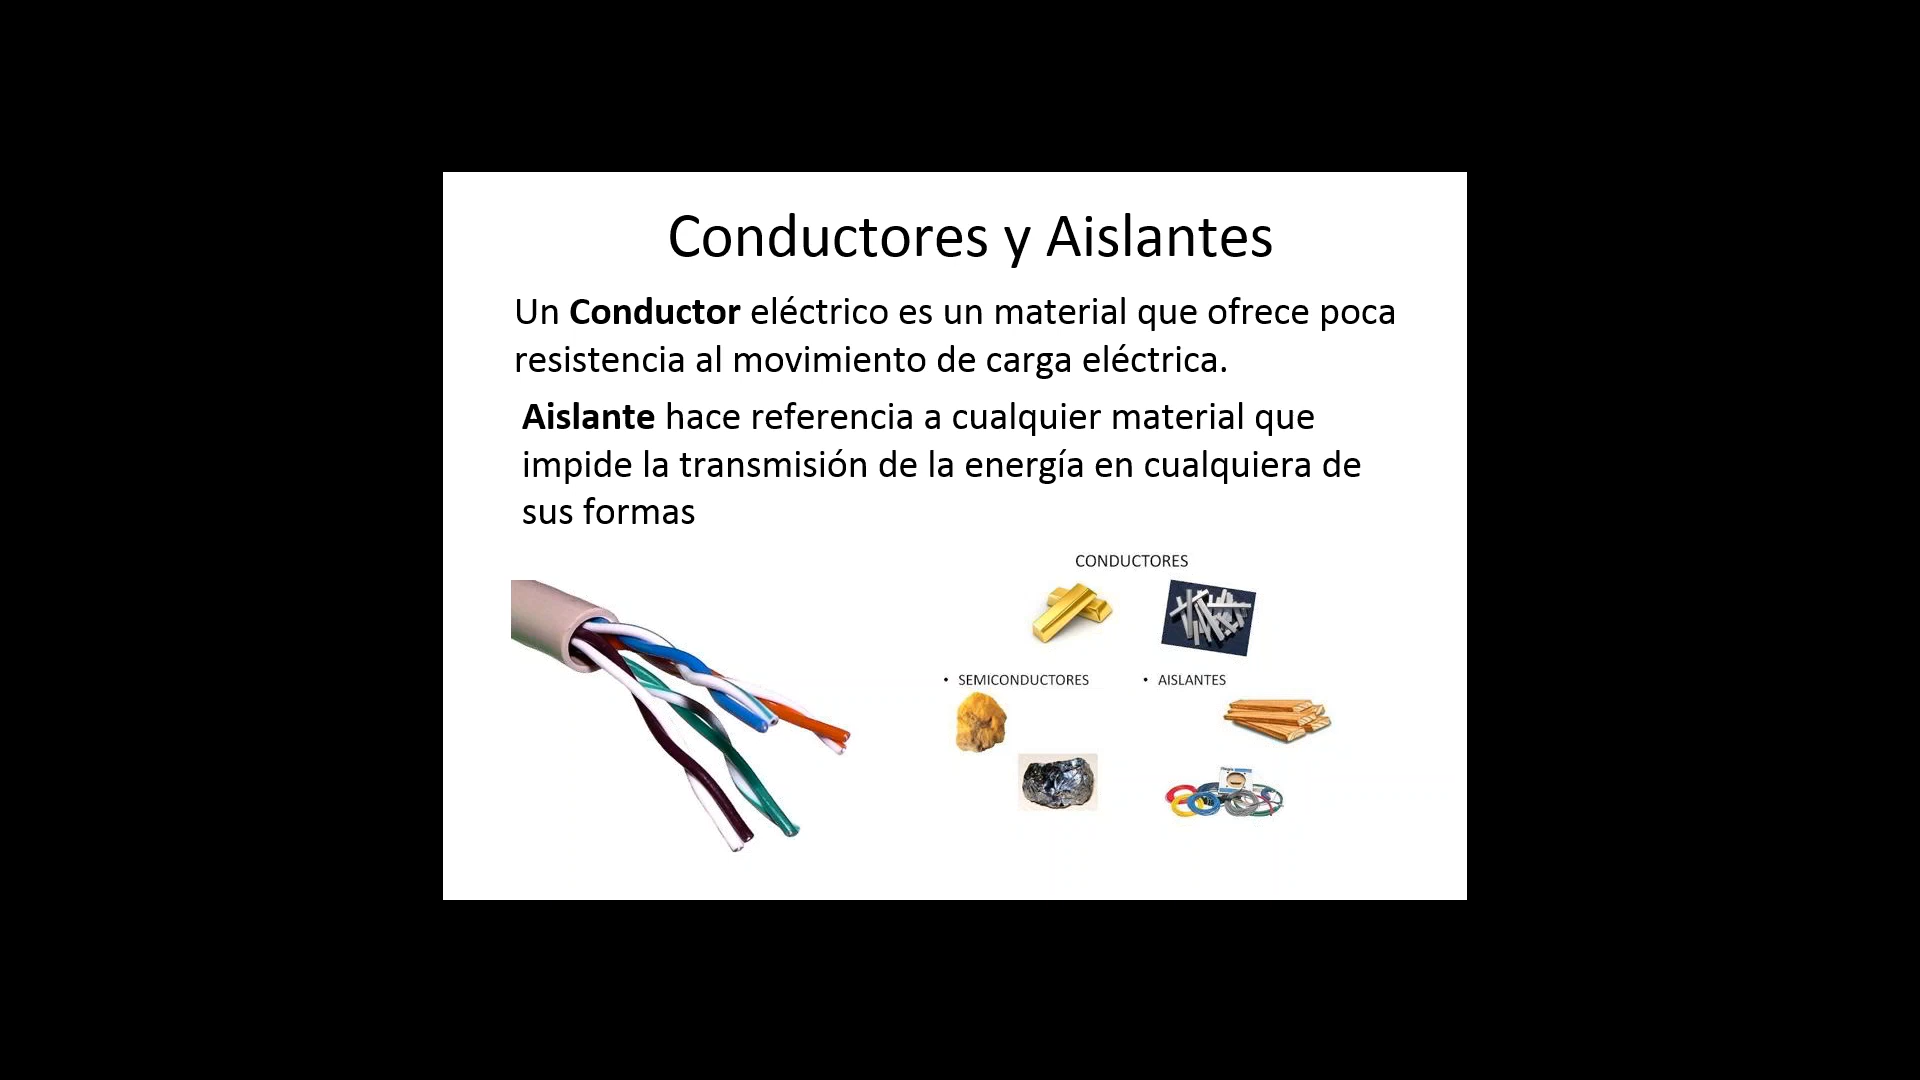 Conductores y Aislantes
Un Conductor eléctrico es un material que ofrece poca
resistencia al movimiento de carga eléctrica.
Aislante hace referencia a cualquier material que
impide la transmisión de la energía en cualquiera de
sus formas
CONDUCTORES
• SEMICONDUCTORES
• AISLANTES